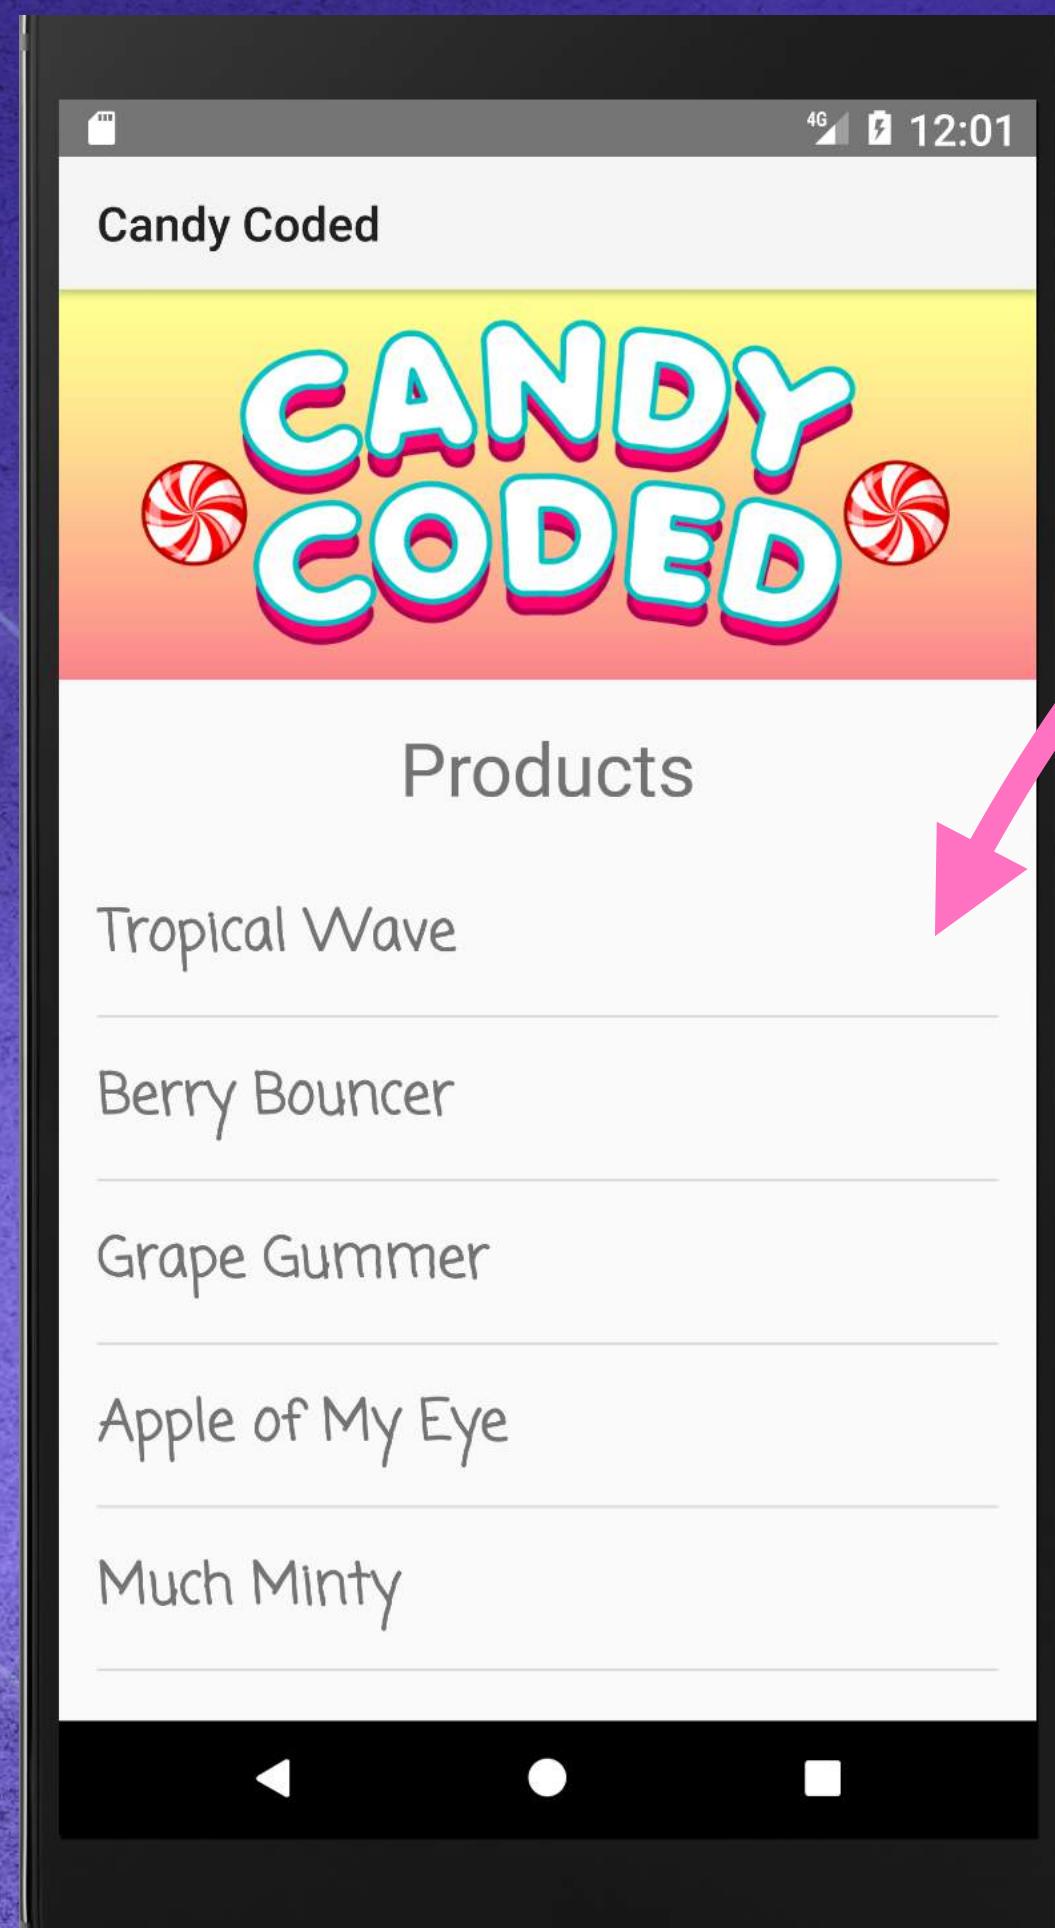 4G 12:01
Candy Coded
CANDY
CODED
Products
Tropical Wave
Berry Bouncer
Grape Gummer
Apple of My Eye
Much Minty